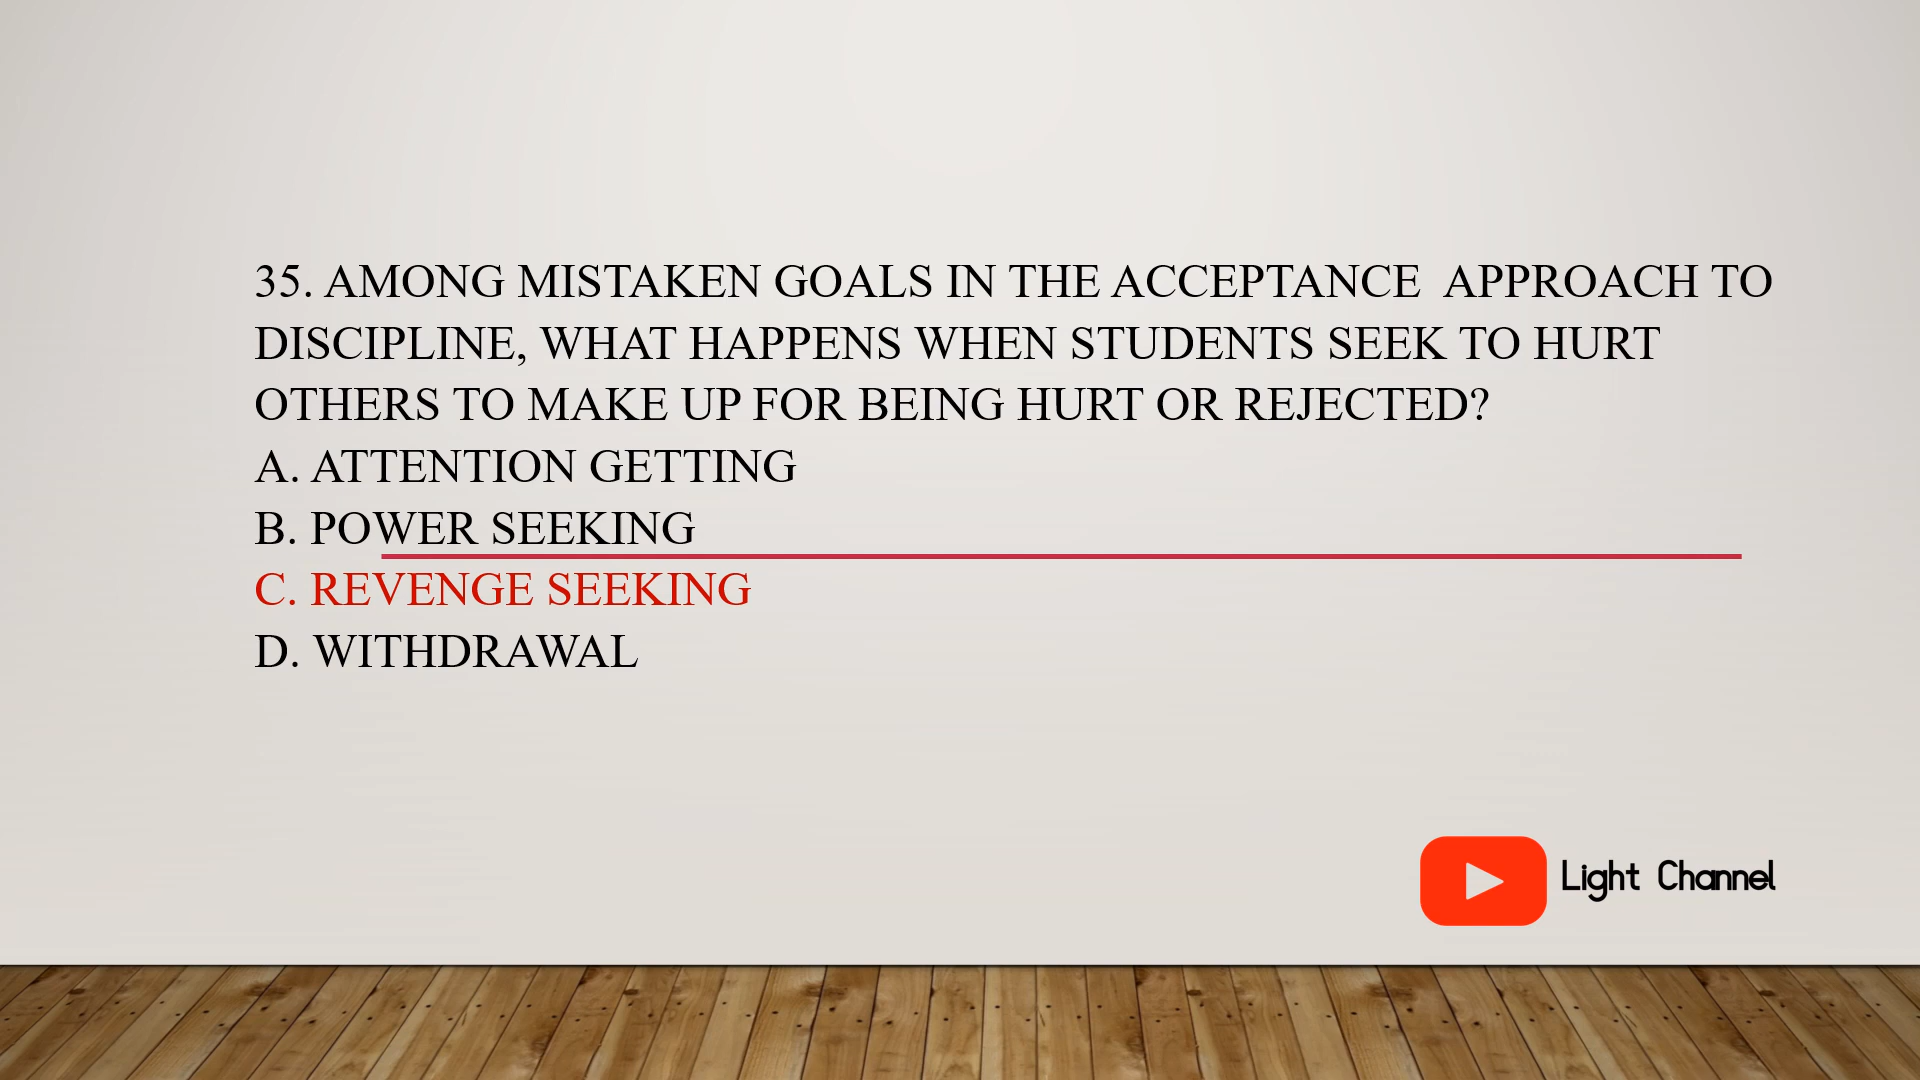 35. AMONG MISTAKEN GOALS IN THE ACCEPTANCE  APPROACH TO
DISCIPLINE, WHAT HAPPENS WHEN STUDENTS SEEK TO HURT
OTHERS TO MAKE UP FOR BEING HURT OR REJECTED?
A. ATTENTION GETTING
B. POWER SEEKING
C. REVENGE SEEKING
D. WITHDRAWAL
Light Channel